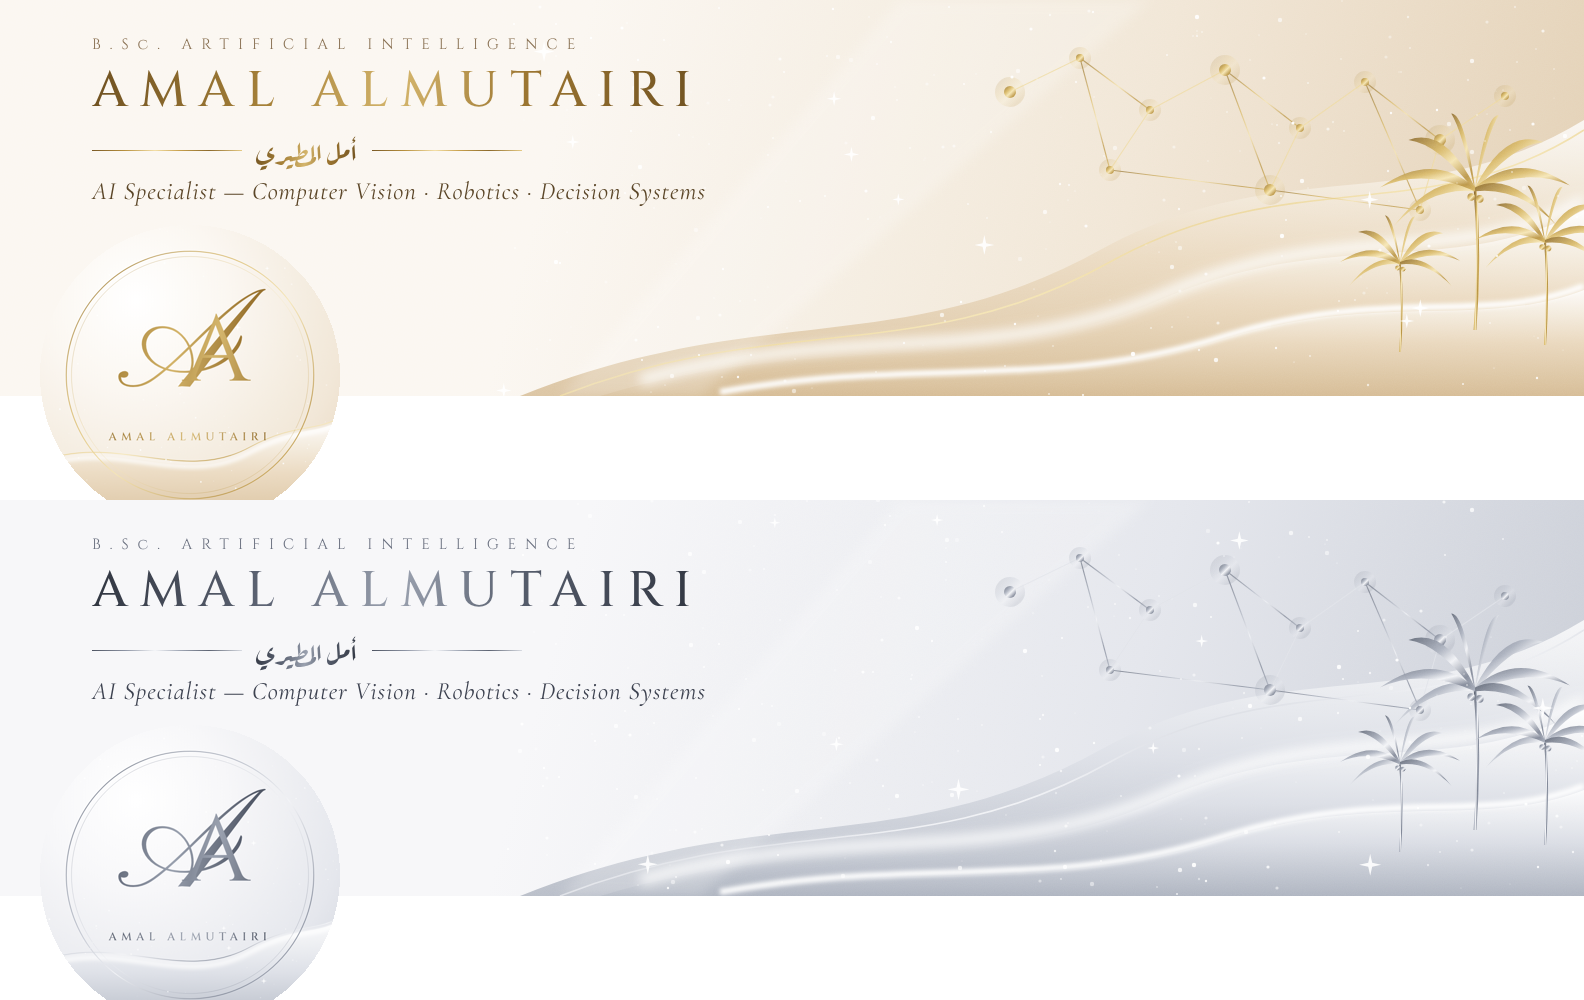 B.Sc. ARTIFICIAL INTELLIGENCE
AMAL ALMUTAIRI
أمل المطيري
AI Specialist — Computer Vision · Robotics · Decision Systems
AA
AMAL ALMUTAIRI
B.Sc. ARTIFICIAL INTELLIGENCE
AMAL ALMUTAIRI
أمل المطيري
AI Specialist — Computer Vision · Robotics · Decision Systems
AA
AMAL ALMUTAIRI